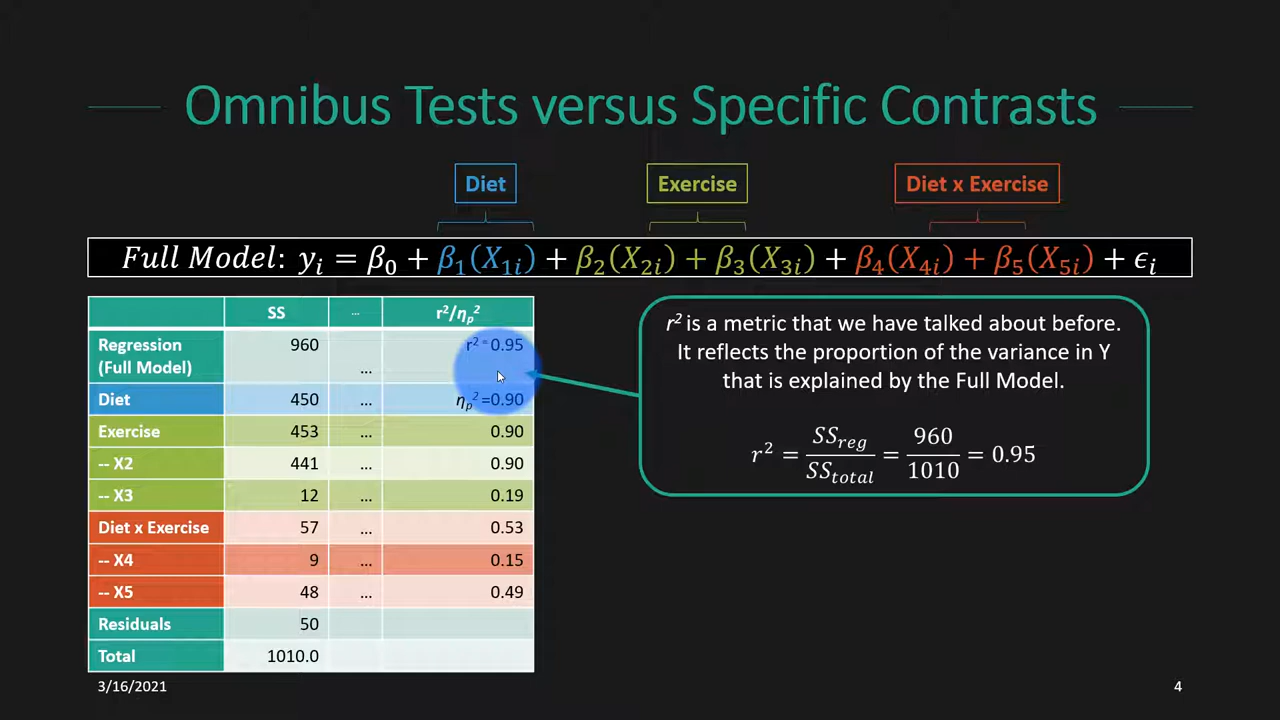 Omnibus Tests versus Specific Contrasts
Diet Exercise Diet x Exercise
Full Model: yᵢ = β₀ + β₁(X₁ᵢ) + β₂(X₂ᵢ) + β₃(X₃ᵢ) + β₄(X₄ᵢ) + β₅(X₅ᵢ) + ϵᵢ
SS ... r²/ηₚ²
Regression (Full Model) 960 ... r² = 0.95
Diet 450 ... ηₚ² =0.90
Exercise 453 ... 0.90
-- X2 441 ... 0.90
-- X3 12 ... 0.19
Diet x Exercise 57 ... 0.53
-- X4 9 ... 0.15
-- X5 48 ... 0.49
Residuals 50
Total 1010.0
r² is a metric that we have talked about before.
It reflects the proportion of the variance in Y
that is explained by the Full Model.
r² = SSreg/SStotal = 960/1010 = 0.95
3/16/2021
4